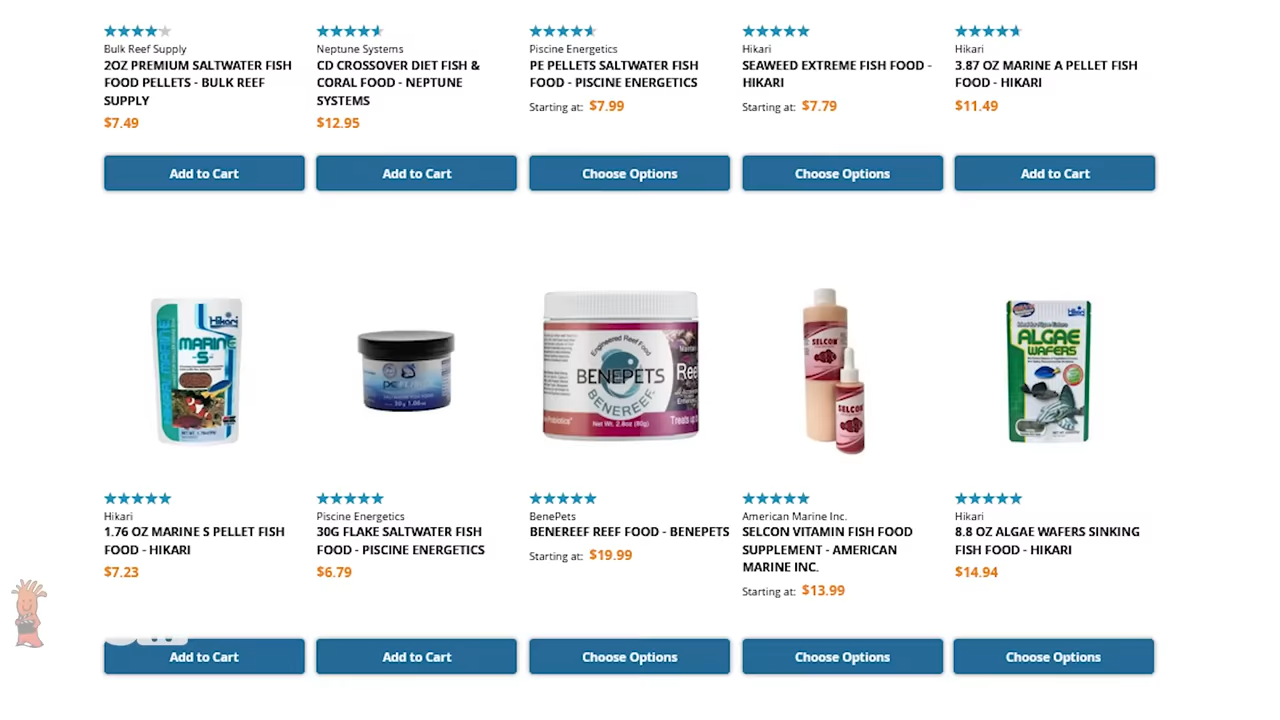 Bulk Reef Supply
2OZ PREMIUM SALTWATER FISH
FOOD PELLETS - BULK REEF
SUPPLY
$7.49
Add to Cart
Neptune Systems
CD CROSSOVER DIET FISH &
CORAL FOOD - NEPTUNE
SYSTEMS
$12.95
Add to Cart
Piscine Energetics
PE PELLETS SALTWATER FISH
FOOD - PISCINE ENERGETICS
Starting at: $7.99
Choose Options
Hikari
SEAWEED EXTREME FISH FOOD -
HIKARI
Starting at: $7.79
Choose Options
Hikari
3.87 OZ MARINE A PELLET FISH
FOOD - HIKARI
$11.49
Add to Cart
Hikari
MARINE
-S-
Hikari
1.76 OZ MARINE S PELLET FISH
FOOD - HIKARI
$7.23
Add to Cart
Piscine Energetics
30G FLAKE SALTWATER FISH
FOOD - PISCINE ENERGETICS
$6.79
Add to Cart
Engineered Reef Food
BENEPETS
BENEREEF
Net Wt. 2.8oz (80g)
Reef
BenePets
BENEREEF REEF FOOD - BENEPETS
Starting at: $19.99
Choose Options
SELCON
SELCON
American Marine Inc.
SELCON VITAMIN FISH FOOD
SUPPLEMENT - AMERICAN
MARINE INC.
Starting at: $13.99
Choose Options
Hikari
ALGAE
WAFERS
Hikari
8.8 OZ ALGAE WAFERS SINKING
FISH FOOD - HIKARI
$14.94
Choose Options